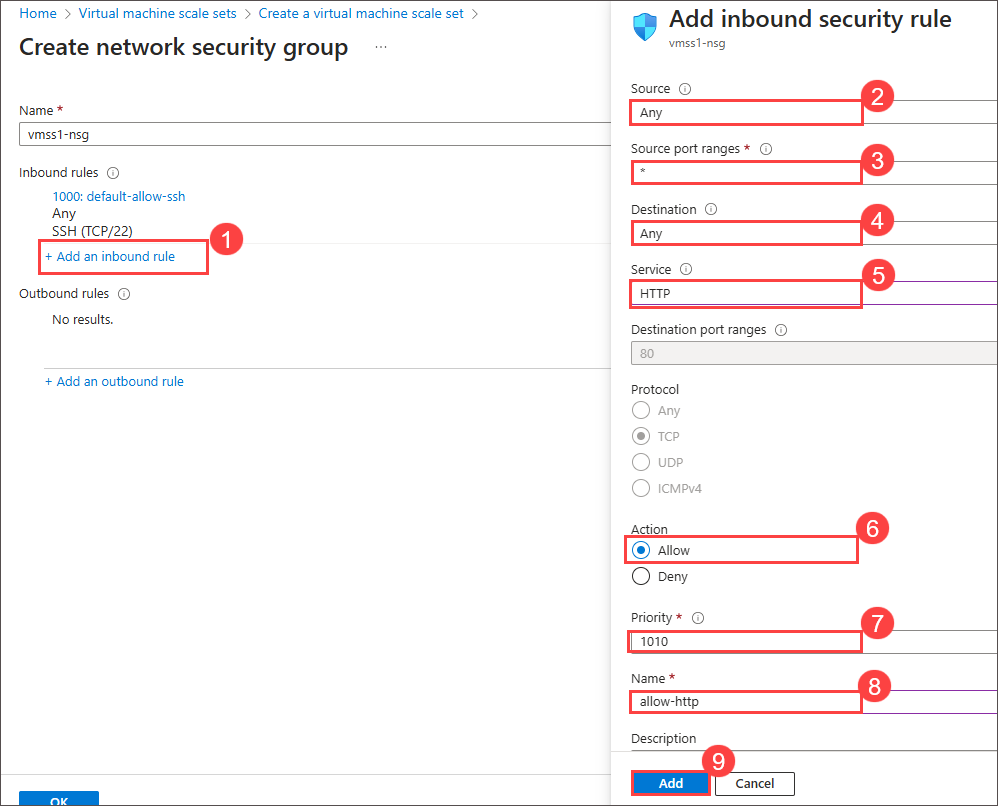 Home > Virtual machine scale sets > Create a virtual machine scale set >
Create network security group ...
Name *
vmss1-nsg
Inbound rules
1000: default-allow-ssh
Any
SSH (TCP/22)
+ Add an inbound rule
1
Outbound rules
No results.
+ Add an outbound rule
OK
Add inbound security rule
vmss1-nsg
Source
2
Any
Source port ranges *
3
*
Destination
4
Any
Service
5
HTTP
Destination port ranges
80
Protocol
Any
TCP
UDP
ICMPv4
Action
6
Allow
Deny
Priority *
7
1010
Name *
8
allow-http
Description
9
Add
Cancel